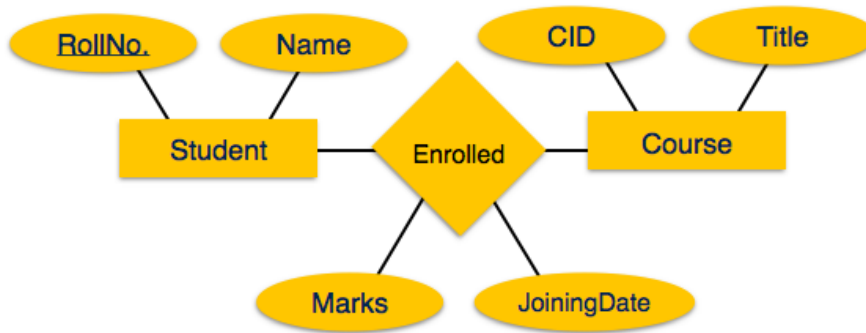 RollNo.
Name
CID
Title
Student
Enrolled
Course
Marks
JoiningDate